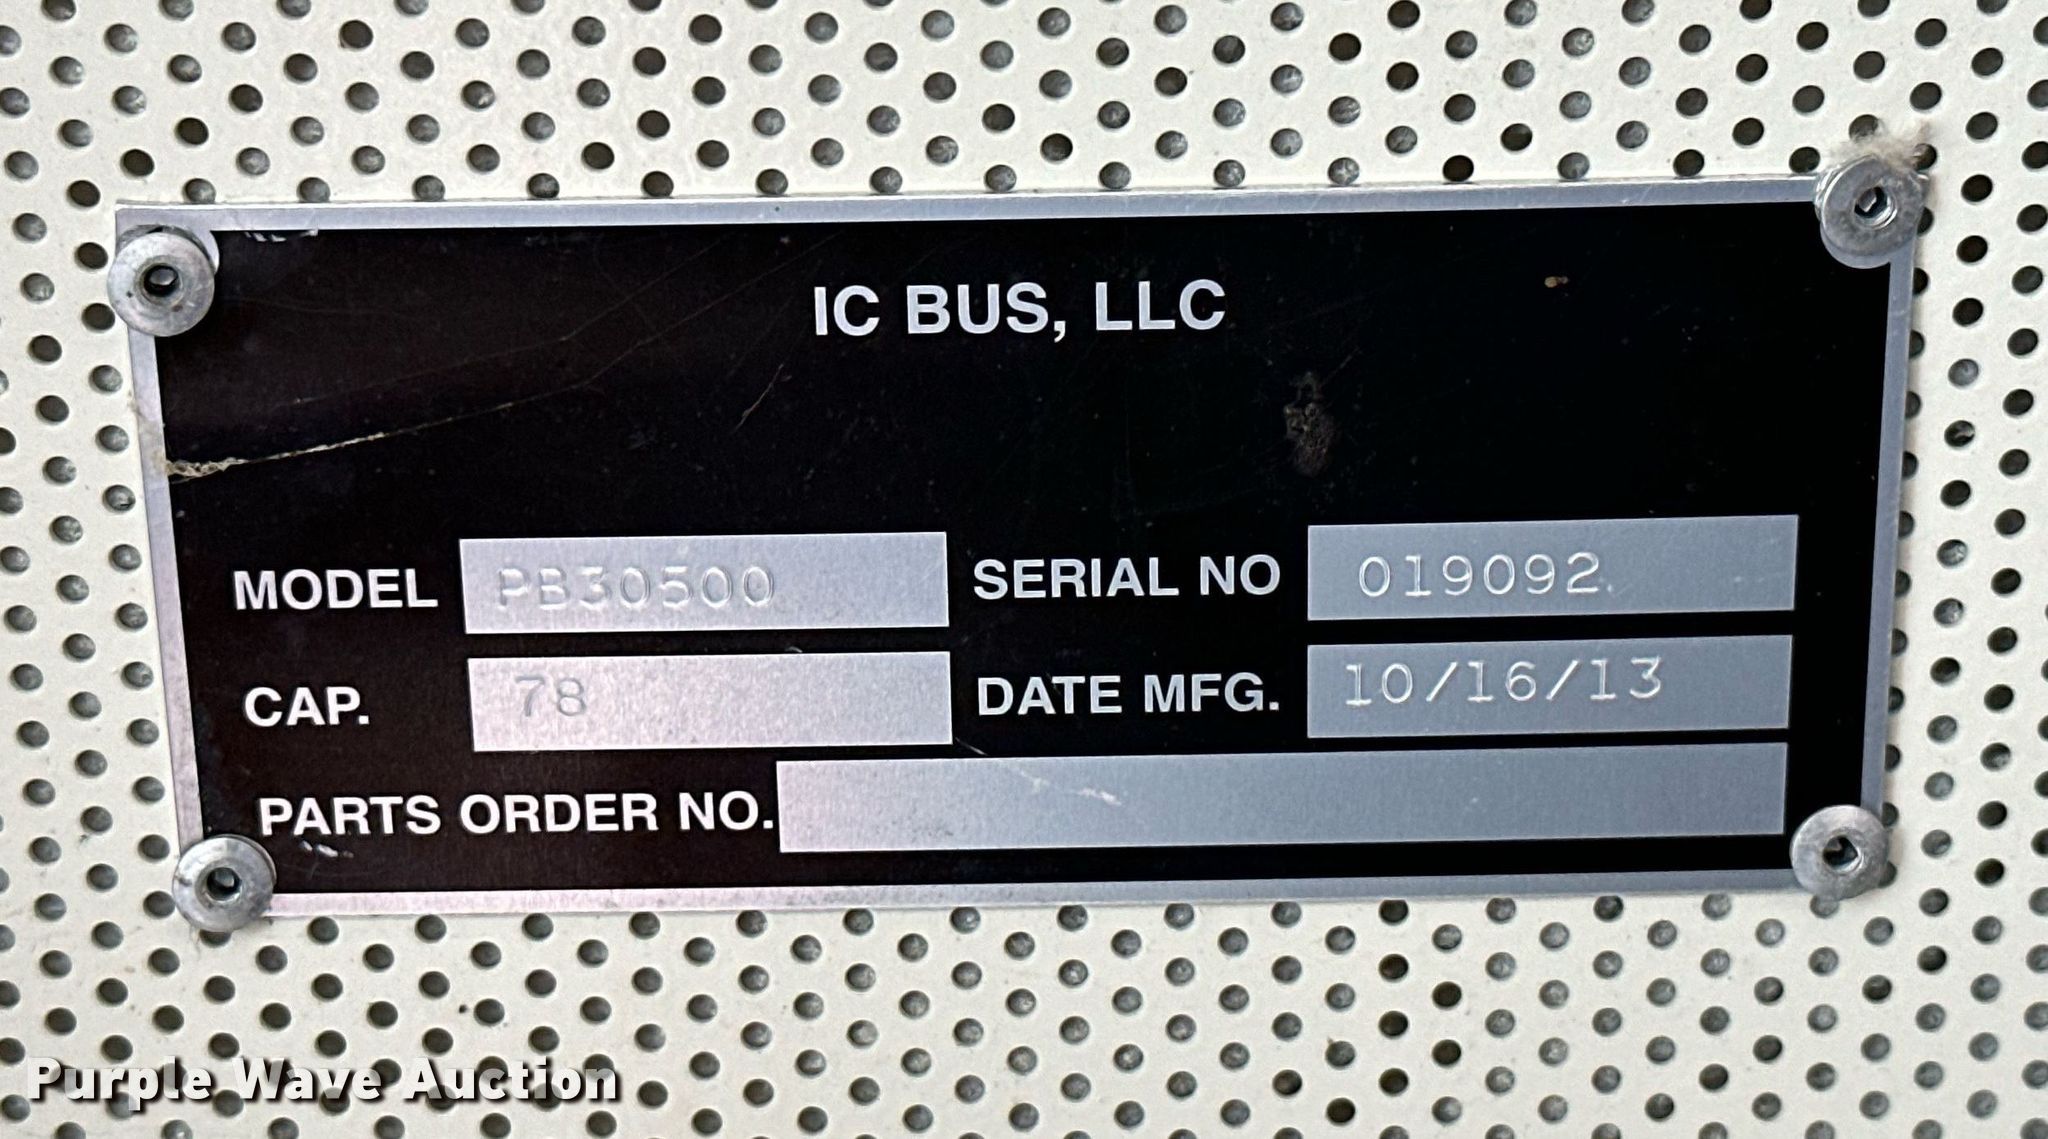 IC BUS, LLC
MODEL PB30500 SERIAL NO 019092
CAP. 78 DATE MFG. 10/16/13
PARTS ORDER NO.
Purple Wave Auction